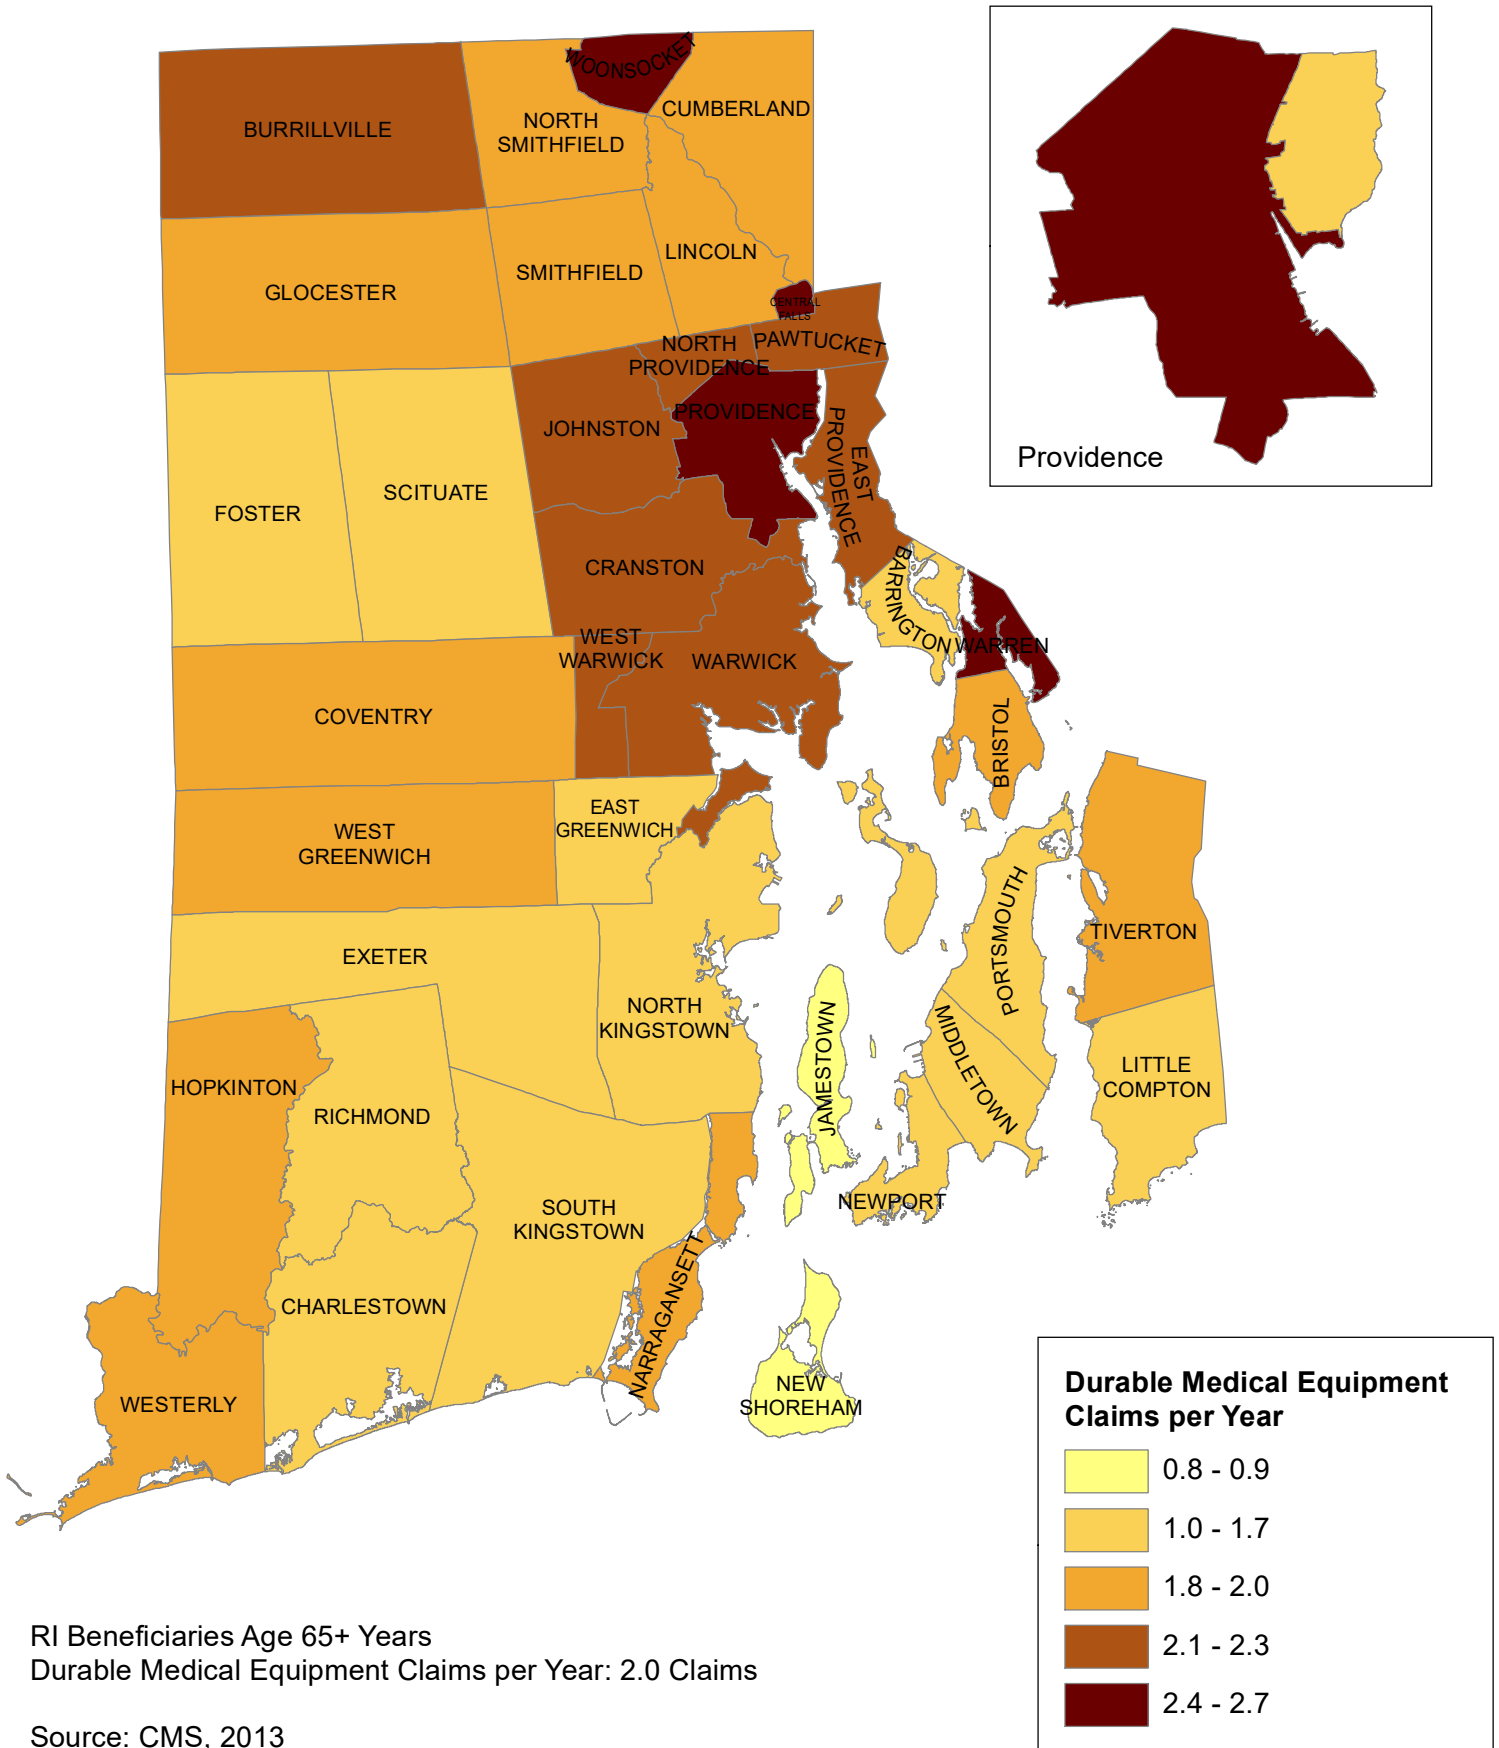 WOONSOCKET
CUMBERLAND
BURRILLVILLE
NORTH
SMITHFIELD
LINCOLN
SMITHFIELD
GLOCESTER
CENTRAL
FALLS
NORTH
PROVIDENCE
PAWTUCKET
PROVIDENCE
JOHNSTON
EAST
PROVIDENCE
SCITUATE
FOSTER
Providence
CRANSTON
BARRINGTON
WARREN
WEST
WARWICK
WARWICK
COVENTRY
BRISTOL
EAST
GREENWICH
WEST
GREENWICH
PORTSMOUTH
TIVERTON
EXETER
NORTH
KINGSTOWN
JAMESTOWN
MIDDLETOWN
LITTLE
COMPTON
HOPKINTON
RICHMOND
SOUTH
KINGSTOWN
NEWPORT
CHARLESTOWN
NARRAGANSETT
WESTERLY
NEW
SHOREHAM
Durable Medical Equipment
Claims per Year
0.8 - 0.9
1.0 - 1.7
1.8 - 2.0
2.1 - 2.3
2.4 - 2.7
RI Beneficiaries Age 65+ Years
Durable Medical Equipment Claims per Year: 2.0 Claims
Source: CMS, 2013